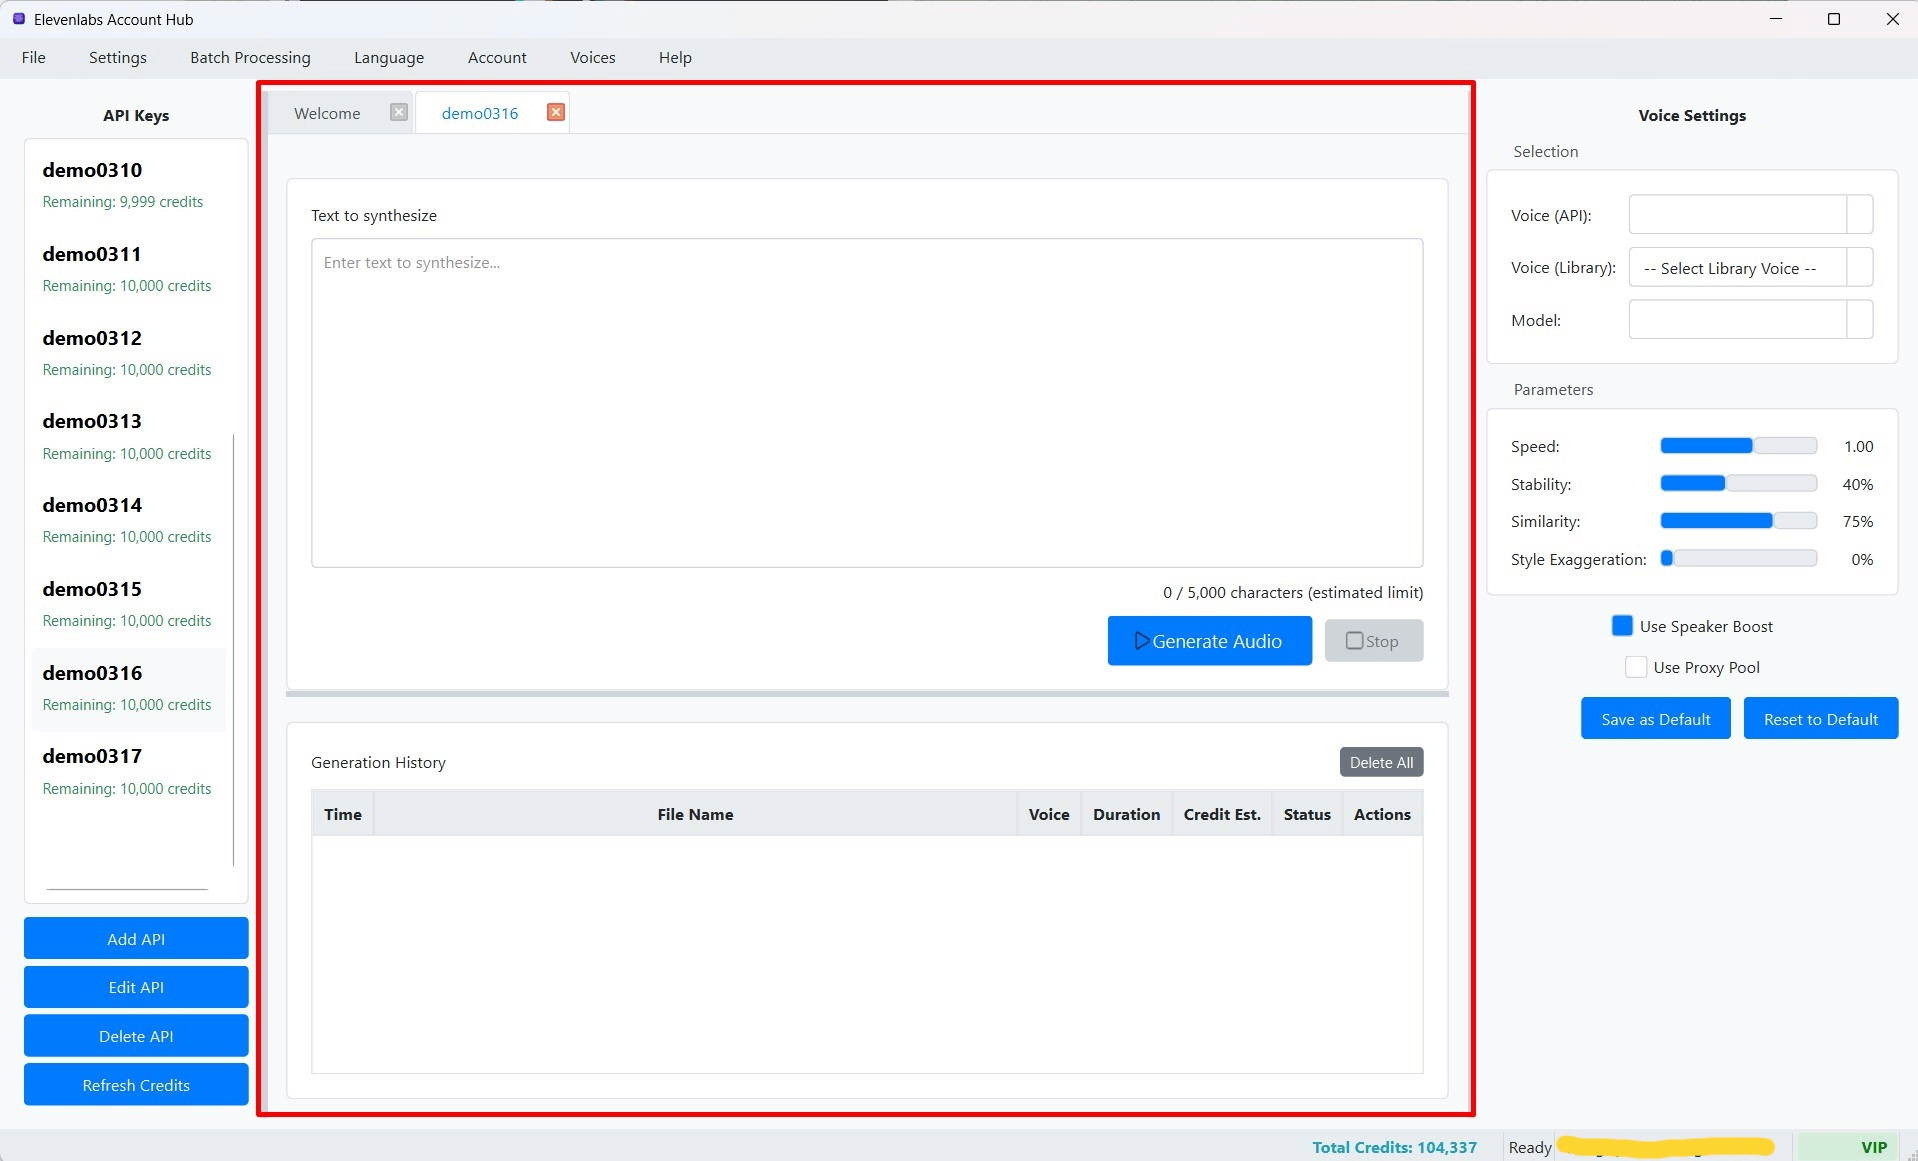 Elevenlabs Account Hub
File Settings Batch Processing Language Account Voices Help
API Keys
demo0310
Remaining: 9,999 credits
demo0311
Remaining: 10,000 credits
demo0312
Remaining: 10,000 credits
demo0313
Remaining: 10,000 credits
demo0314
Remaining: 10,000 credits
demo0315
Remaining: 10,000 credits
demo0316
Remaining: 10,000 credits
demo0317
Remaining: 10,000 credits
Add API
Edit API
Delete API
Refresh Credits
Welcome demo0316
Text to synthesize
Enter text to synthesize...
0 / 5,000 characters (estimated limit)
Generate Audio Stop
Generation History Delete All
Time File Name Voice Duration Credit Est. Status Actions
Voice Settings
Selection
Voice (API):
Voice (Library): -- Select Library Voice --
Model:
Parameters
Speed: 1.00
Stability: 40%
Similarity: 75%
Style Exaggeration: 0%
Use Speaker Boost
Use Proxy Pool
Save as Default Reset to Default
Total Credits: 104,337 Ready VIP